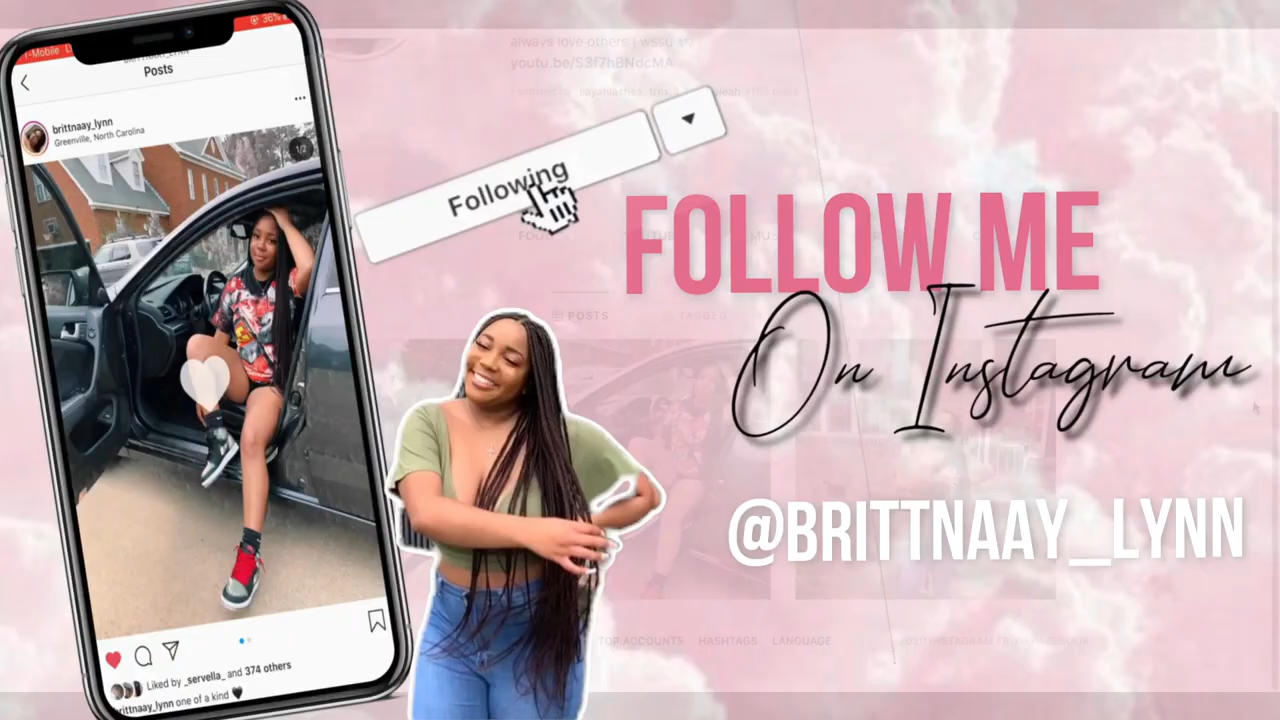 T-Mobile
36%
Posts
brittnaay_lynn
Greenville, North Carolina
1/2
Liked by _servella_ and 374 others
brittnaay_lynn one of a kind 🖤
always love others | wssu
youtu.be/S3f7hBNdcMA
Following
FOLLOW ME
On Instagram
POSTS
TAGGED
@BRITTNAAY_LYNN
TOP ACCOUNTS HASHTAGS LANGUAGE